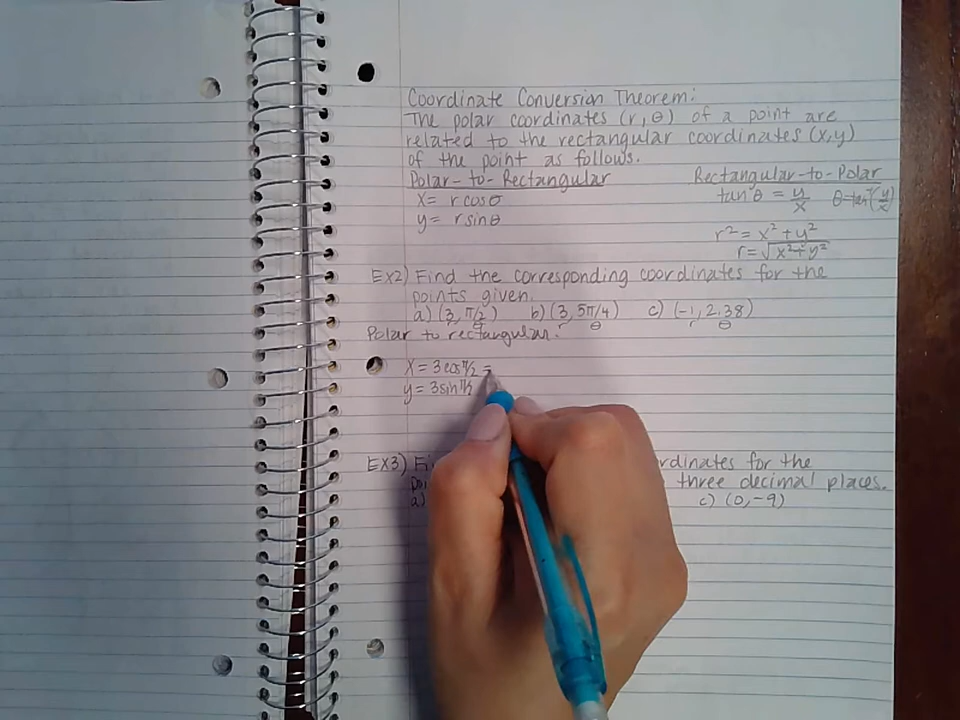 Coordinate Conversion Theorem:
The polar coordinates (r, θ) of a point are
related to the rectangular coordinates (x,y)
of the point as follows.
Polar-to-Rectangular Rectangular-to-Polar
x = r cos θ tan θ = y/x θ=tan⁻¹(y/x)
y = r sin θ
r² = x² + y²
r = √x²+y²
EX2) Find the corresponding coordinates for the
points given.
a) (3, π/2) b) (3, 5π/4) c) (-1, 2.38)
r θ r θ r θ
Polar to rectangular.
x = 3 cos π/2 =
y = 3 sin π/2
EX3) rdinates for the
three decimal places.
a) c) (0, -9)